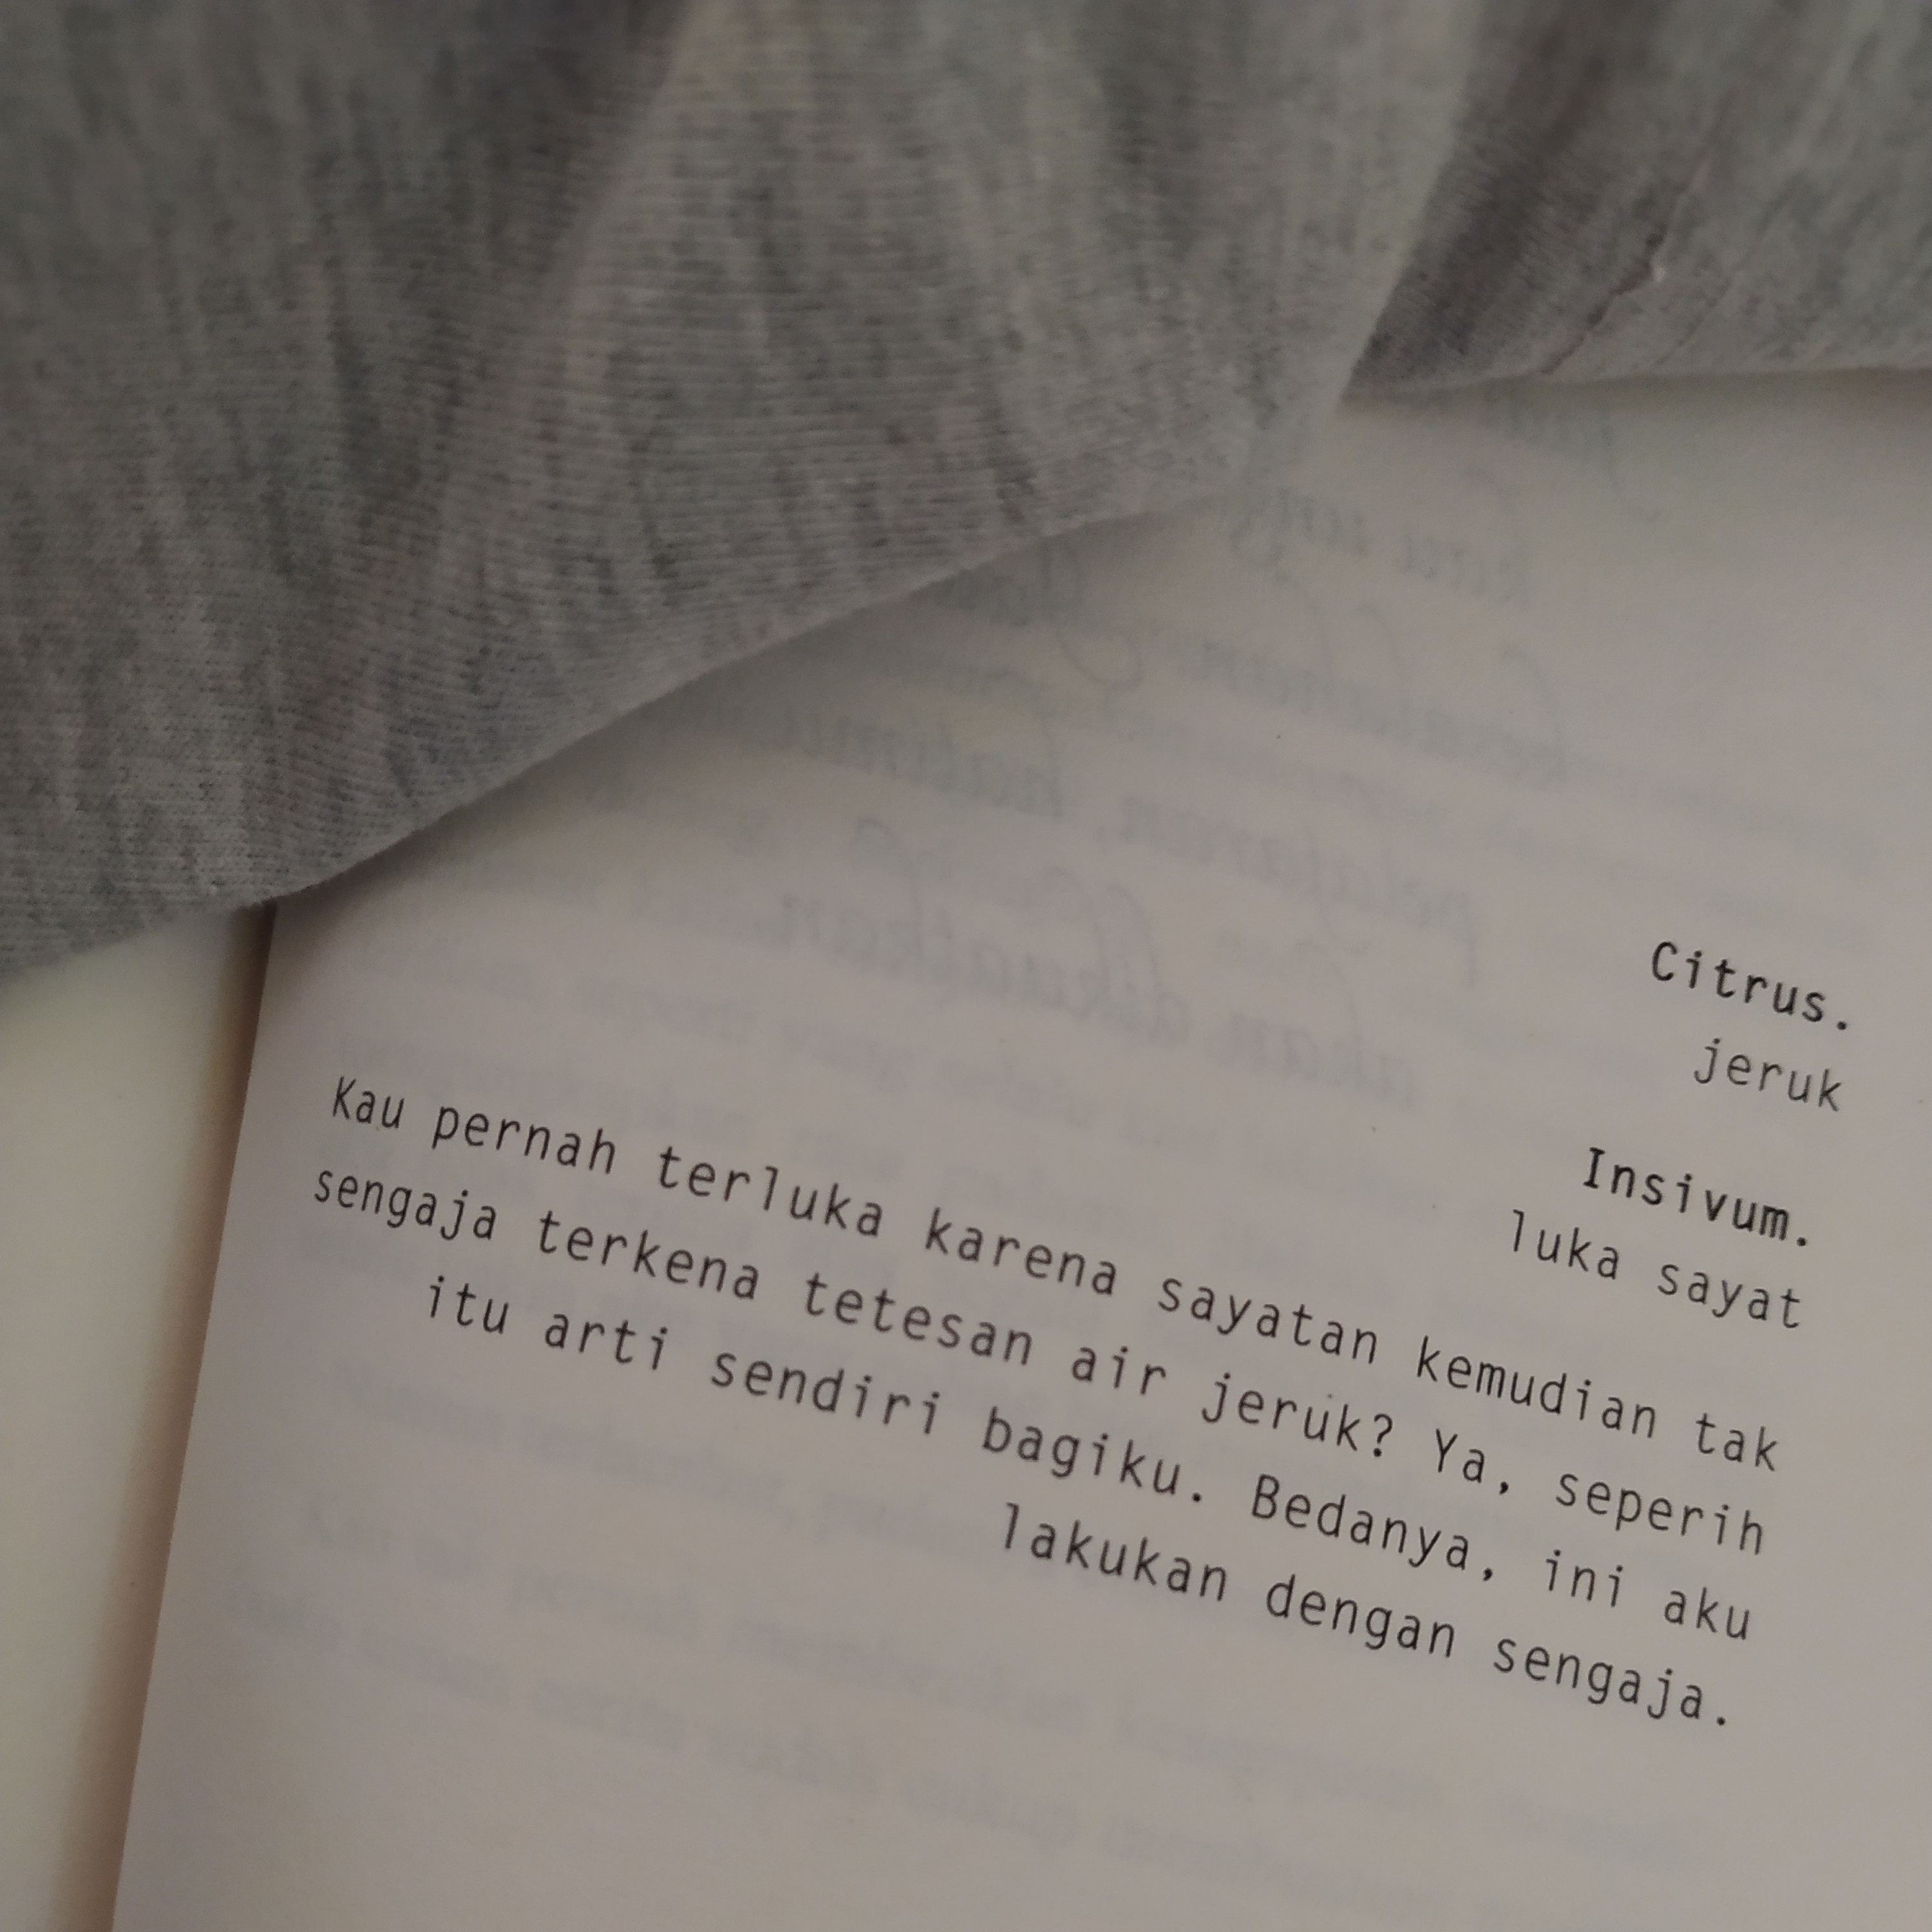 Citrus.
jeruk
Insivum.
luka sayat
Kau pernah terluka karena sayatan kemudian tak
sengaja terkena tetesan air jeruk? Ya, seperih
itu arti sendiri bagiku. Bedanya, ini aku
lakukan dengan sengaja.